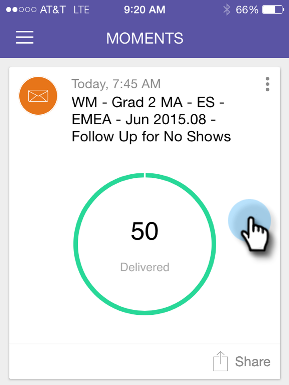 AT&T LTE 9:20 AM 66%
MOMENTS
Today, 7:45 AM
WM - Grad 2 MA - ES -
EMEA - Jun 2015.08 -
Follow Up for No Shows
50
Delivered
Share